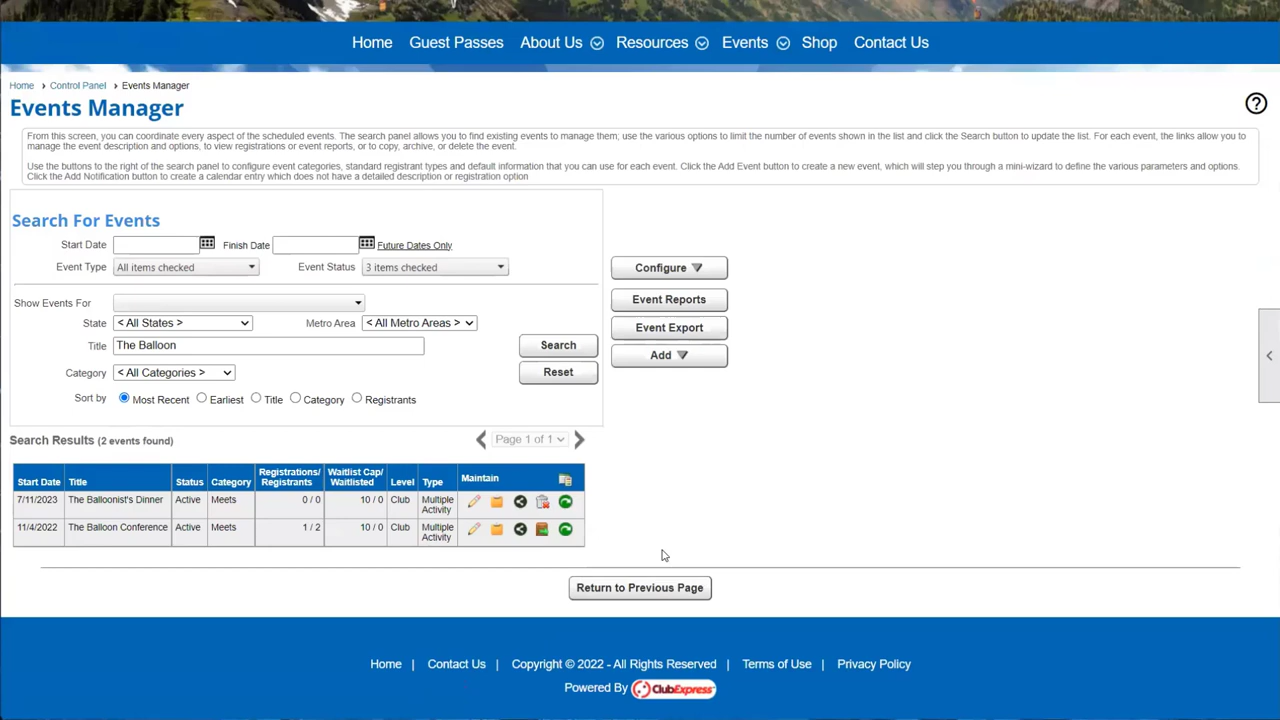 Home Guest Passes About Us Resources Events Shop Contact Us
Home Control Panel Events Manager
Events Manager
From this screen, you can coordinate every aspect of the scheduled events. The search panel allows you to find existing events to manage them; use the various options to limit the number of events shown in the list and click the Search button to update the list. For each event, the links allow you to
manage the event description and options, to view registrations or event reports, or to copy, archive, or delete the event.
Use the buttons to the right of the search panel to configure event categories, standard registrant types and default information that you can use for each event. Click the Add Event button to create a new event, which will step you through a mini-wizard to define the various parameters and options.
Click the Add Notification button to create a calendar entry which does not have a detailed description or registration option
Search For Events
Start Date Finish Date Future Dates Only
Event Type All items checked Event Status 3 items checked
Configure
Show Events For
Event Reports
State < All States > Metro Area < All Metro Areas >
Event Export
Title The Balloon Search
Add
Category < All Categories > Reset
Sort by Most Recent Earliest Title Category Registrants
Search Results (2 events found) Page 1 of 1
Start Date Title Status Category Registrations/ Registrants Waitlist Cap/ Waitlisted Level Type Maintain
7/11/2023 The Balloonist's Dinner Active Meets 0 / 0 10 / 0 Club Multiple Activity
11/4/2022 The Balloon Conference Active Meets 1 / 2 10 / 0 Club Multiple Activity
Return to Previous Page
Home | Contact Us | Copyright © 2022 - All Rights Reserved | Terms of Use | Privacy Policy
Powered By ClubExpress